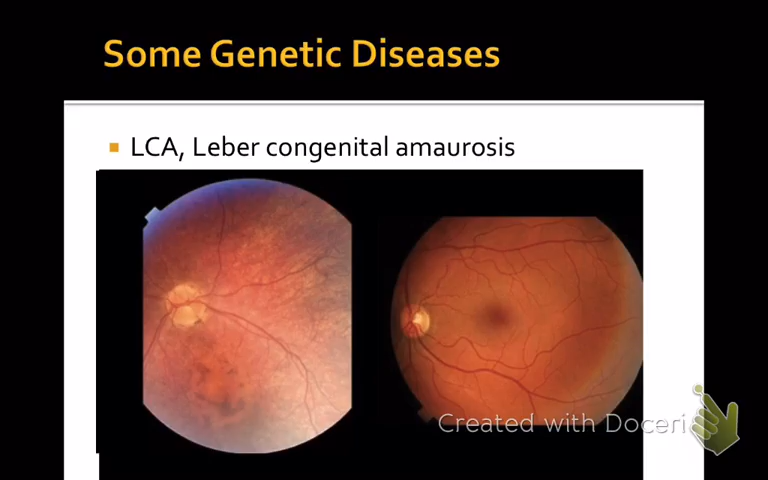 Some Genetic Diseases
LCA, Leber congenital amaurosis
Created with Doceri